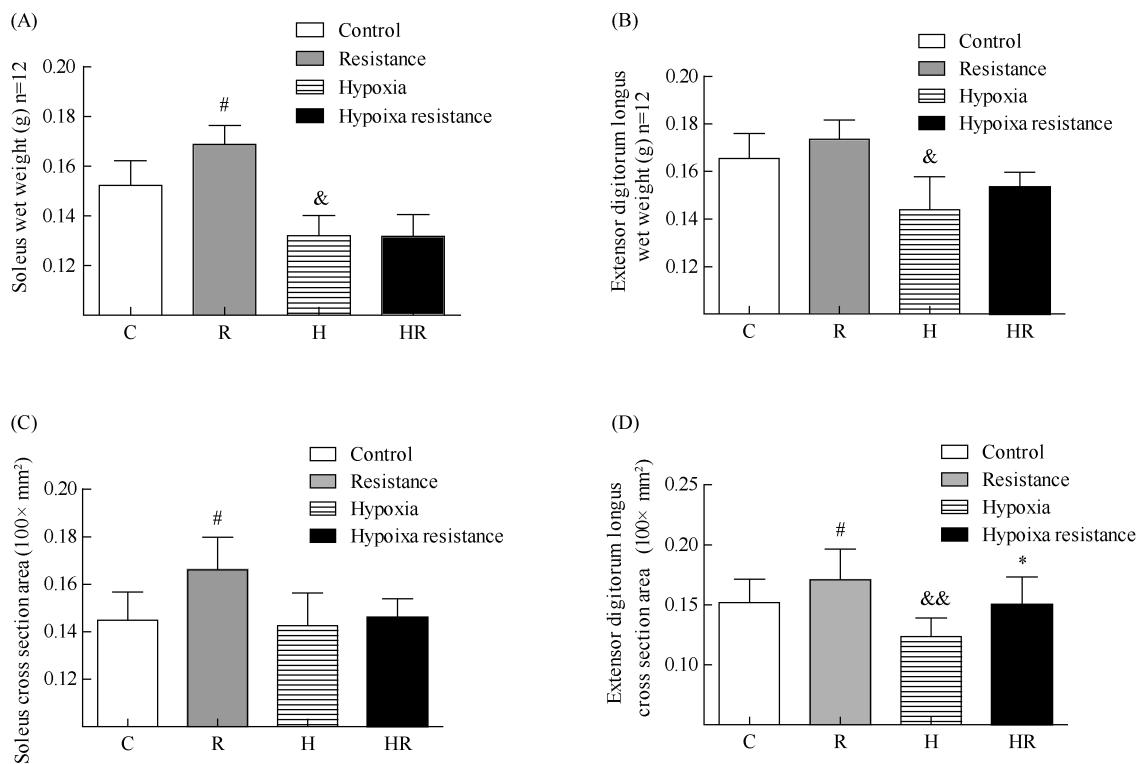 (A)
Control
Resistance
Hypoxia
Hypoixa resistance
Soleus wet weight (g) n=12
0.20
0.18
0.16
0.14
0.12
#
&
C R H HR
(B)
Control
Resistance
Hypoxia
Hypoixa resistance
Extensor digitorum longus
wet weight (g) n=12
0.20
0.18
0.16
0.14
0.12
&
C R H HR
(C)
Control
Resistance
Hypoxia
Hypoixa resistance
Soleus cross section area (100× mm²)
0.20
0.18
0.16
0.14
0.12
#
C R H HR
(D)
Control
Resistance
Hypoxia
Hypoixa resistance
Extensor digitorum longus
cross section area (100× mm²)
0.25
0.20
0.15
0.10
#
&&
*
C R H HR